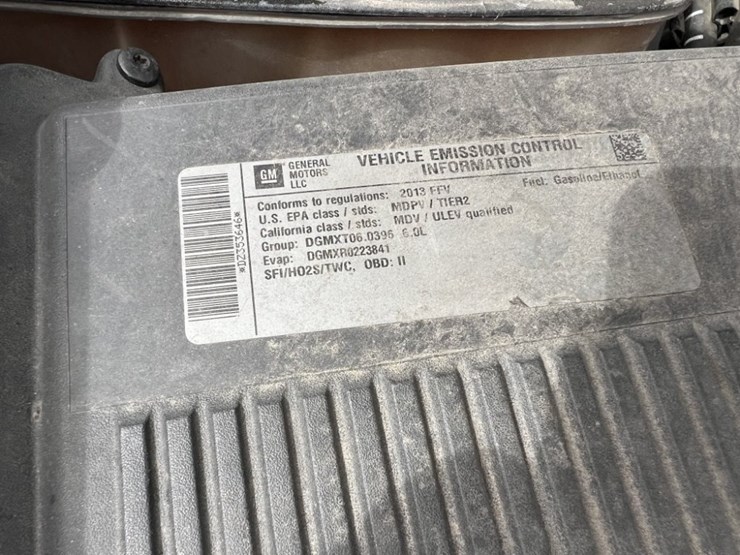 GM GENERAL MOTORS LLC
VEHICLE EMISSION CONTROL
INFORMATION
Conforms to regulations: 2013 FFV
Fuel: Gasoline/Ethanol
U.S. EPA class / stds: MDPV / TIER2
California class / stds: MDV / ULEV qualified
Group: DGMXT06.0396 6.0L
Evap: DGMXR0223841
SFI/HO2S/TWC, OBD: II
*DZ353646*